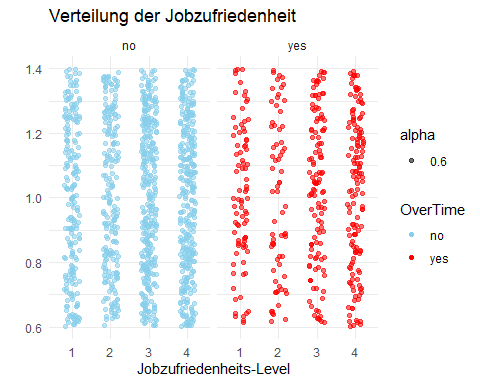 Verteilung der Jobzufriedenheit
no
yes
1.4
1.2
1.0
0.8
0.6
1 2 3 4
1 2 3 4
Jobzufriedenheits-Level
alpha
0.6
OverTime
no
yes